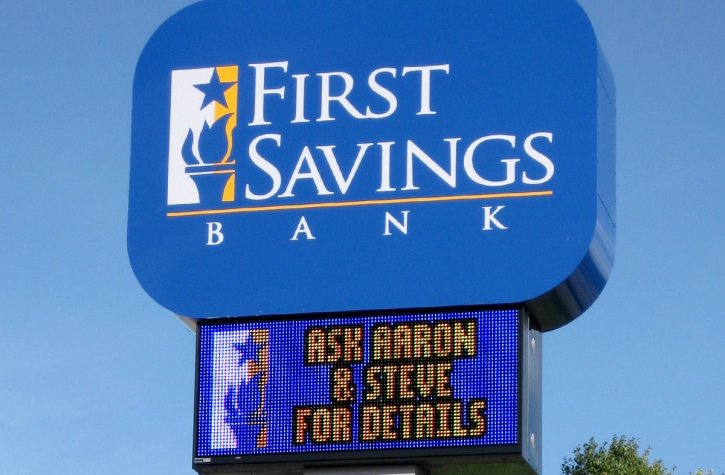 FIRST
SAVINGS
BANK
ASK AARON
& STEVE
FOR DETAILS